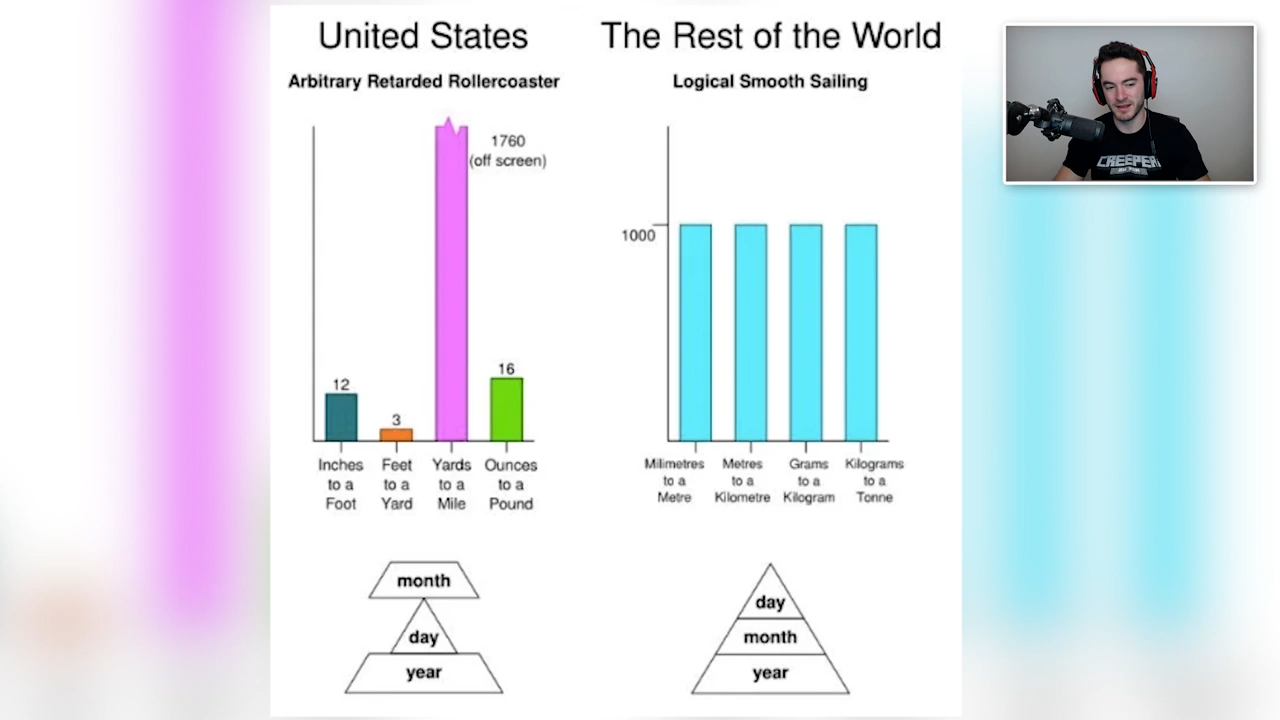 United States
Arbitrary Retarded Rollercoaster
1760
(off screen)
16
12
3
Inches
to a
Foot
Feet
to a
Yard
Yards
to a
Mile
Ounces
to a
Pound
month
day
year
The Rest of the World
Logical Smooth Sailing
1000
Milimetres
to a
Metre
Metres
to a
Kilometre
Grams
to a
Kilogram
Kilograms
to a
Tonne
day
month
year
CREEPER